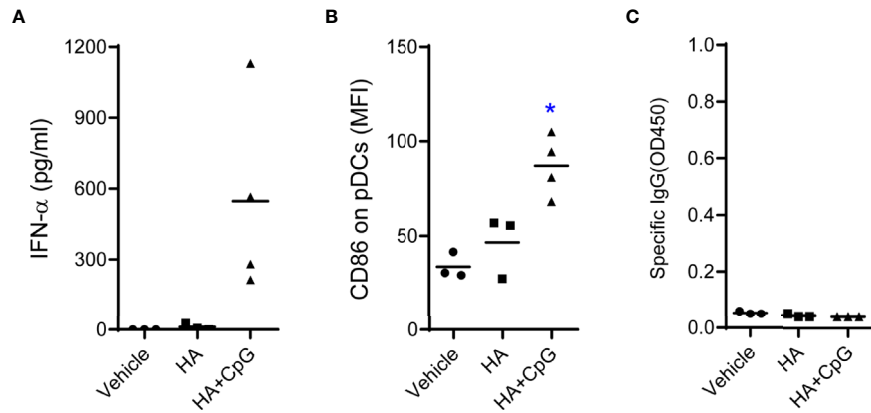 A
IFN-α (pg/ml)
1200
900
600
300
0
Vehicle
HA
HA+CpG
B
CD86 on pDCs (MFI)
150
100
50
0
*
Vehicle
HA
HA+CpG
C
Specific IgG(OD450)
1.0
0.8
0.6
0.4
0.2
0.0
Vehicle
HA
HA+CpG